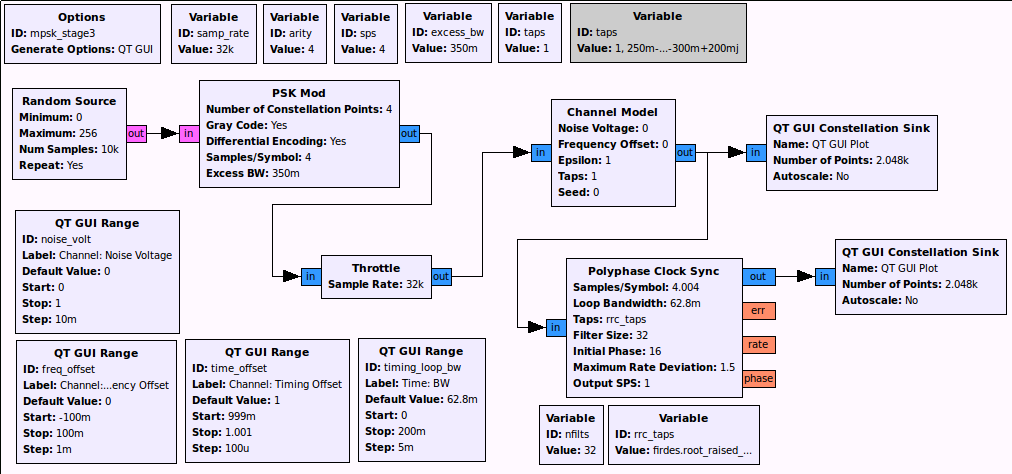 Options
ID: mpsk_stage3
Generate Options: QT GUI
Variable
ID: samp_rate
Value: 32k
Variable
ID: arity
Value: 4
Variable
ID: sps
Value: 4
Variable
ID: excess_bw
Value: 350m
Variable
ID: taps
Value: 1
Variable
ID: taps
Value: 1, 250m-...-300m+200mj
Random Source
Minimum: 0
Maximum: 256
Num Samples: 10k
Repeat: Yes
out
in
PSK Mod
Number of Constellation Points: 4
Gray Code: Yes
Differential Encoding: Yes
Samples/Symbol: 4
Excess BW: 350m
out
in
Channel Model
Noise Voltage: 0
Frequency Offset: 0
Epsilon: 1
Taps: 1
Seed: 0
out
in
QT GUI Constellation Sink
Name: QT GUI Plot
Number of Points: 2.048k
Autoscale: No
QT GUI Range
ID: noise_volt
Label: Channel: Noise Voltage
Default Value: 0
Start: 0
Stop: 1
Step: 10m
in
Throttle
Sample Rate: 32k
out
in
Polyphase Clock Sync
Samples/Symbol: 4.004
Loop Bandwidth: 62.8m
Taps: rrc_taps
Filter Size: 32
Initial Phase: 16
Maximum Rate Deviation: 1.5
Output SPS: 1
out
err
rate
phase
in
QT GUI Constellation Sink
Name: QT GUI Plot
Number of Points: 2.048k
Autoscale: No
QT GUI Range
ID: freq_offset
Label: Channel:...ency Offset
Default Value: 0
Start: -100m
Stop: 100m
Step: 1m
QT GUI Range
ID: time_offset
Label: Channel: Timing Offset
Default Value: 1
Start: 999m
Stop: 1.001
Step: 100u
QT GUI Range
ID: timing_loop_bw
Label: Time: BW
Default Value: 62.8m
Start: 0
Stop: 200m
Step: 5m
Variable
ID: nfilts
Value: 32
Variable
ID: rrc_taps
Value: firdes.root_raised_...